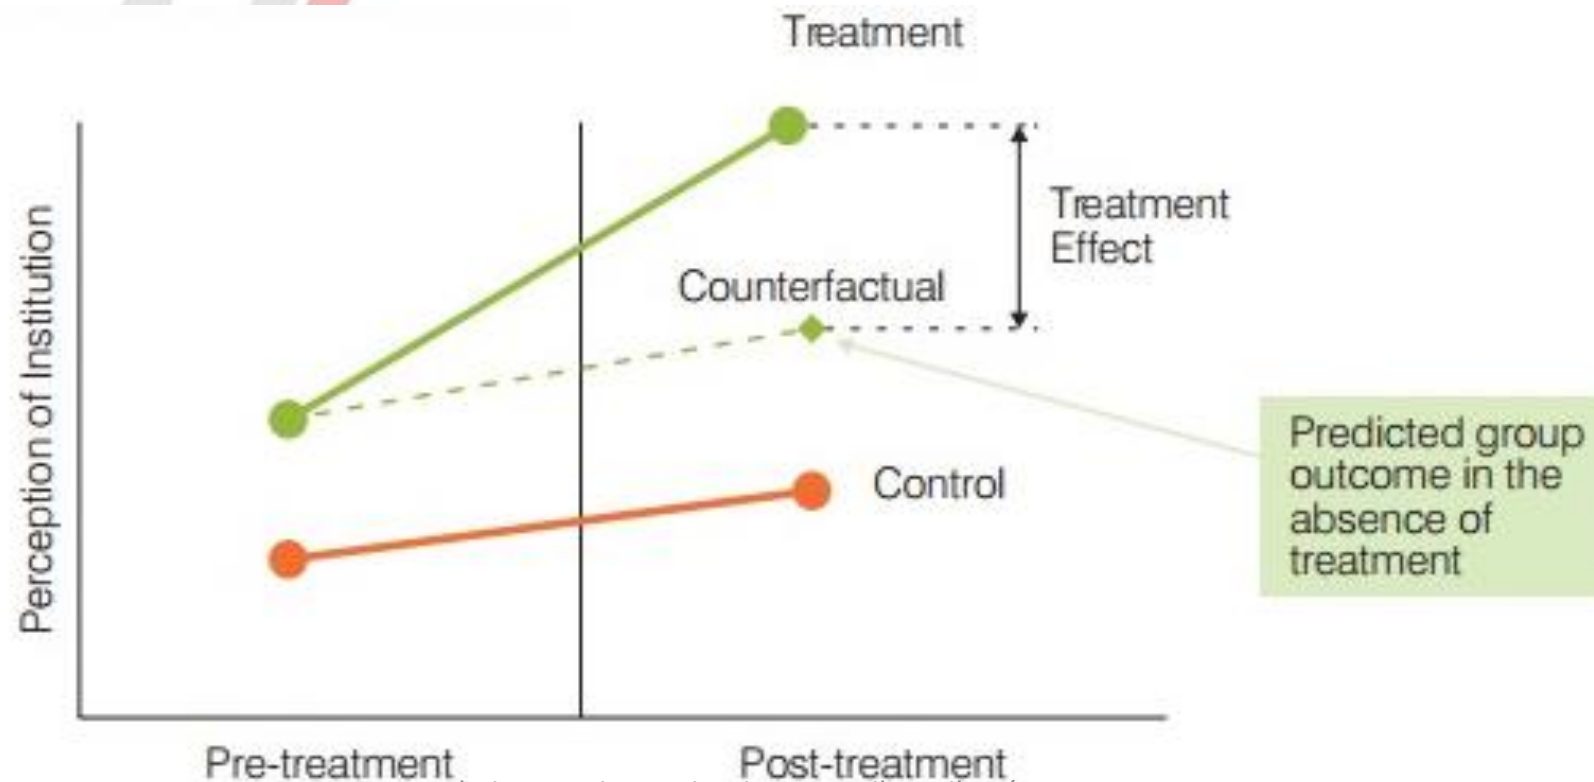 Treatment
Perception of Institution
Treatment
Effect
Counterfactual
Predicted group
outcome in the
absence of
treatment
Control
Pre-treatment
Post-treatment